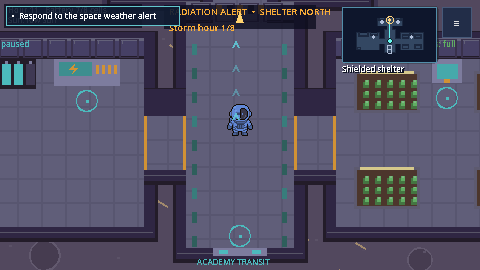 • Respond to the space weather alert
DIATION ALERT • SHELTER NORTH
Storm hour 1/8
paused
full
Shielded shelter
ACADEMY TRANSIT